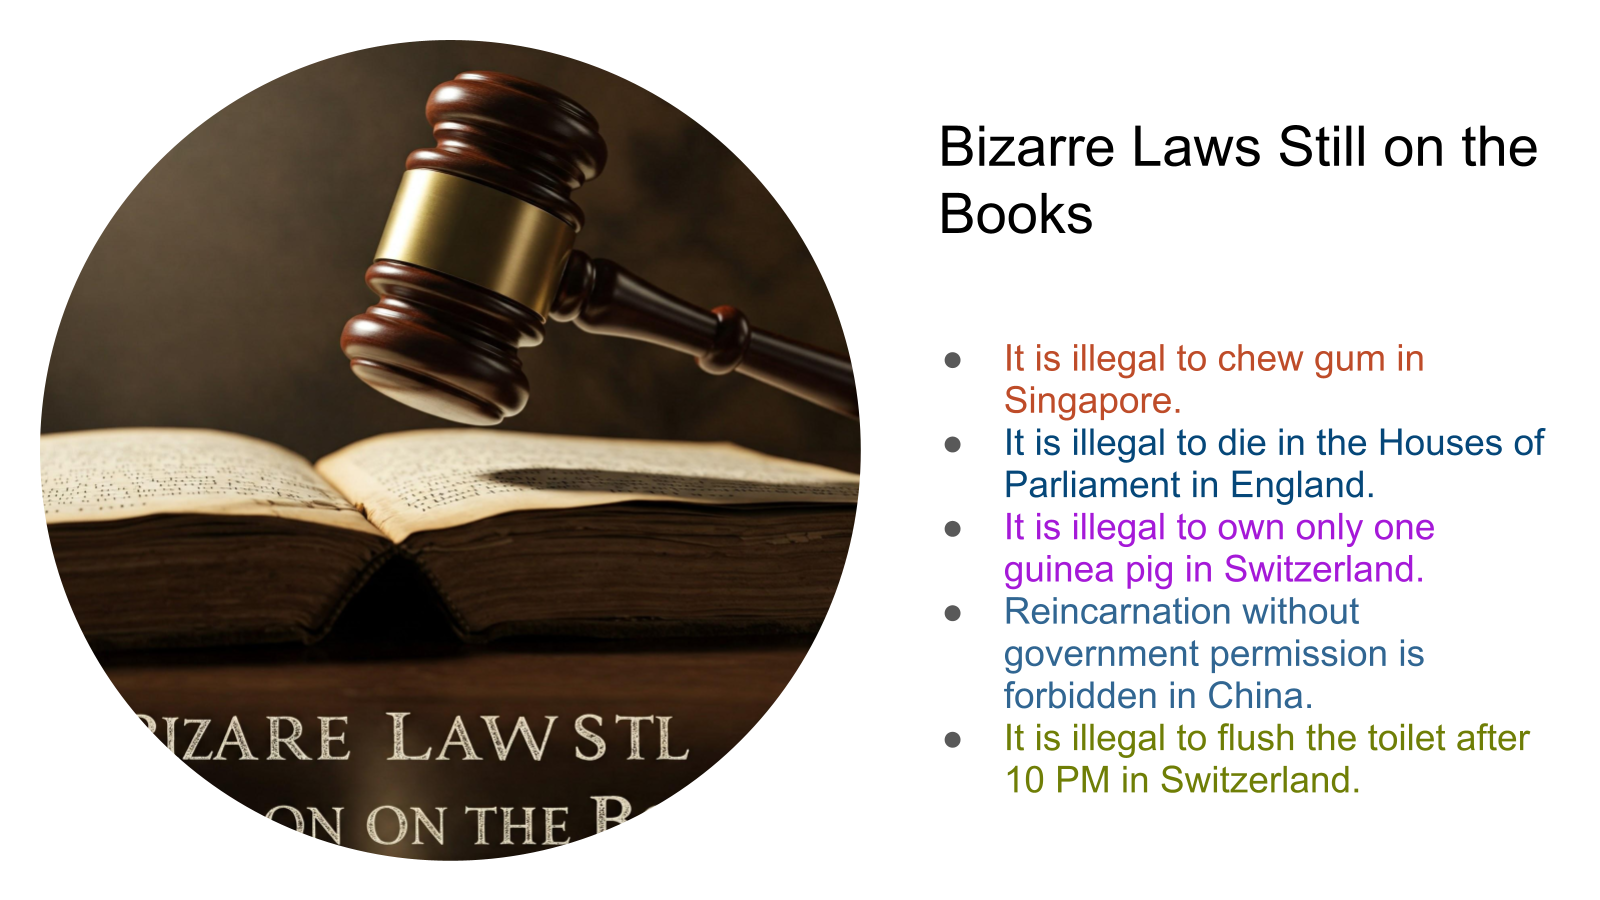 Bizarre Laws Still on the
Books
● It is illegal to chew gum in
Singapore.
● It is illegal to die in the Houses of
Parliament in England.
● It is illegal to own only one
guinea pig in Switzerland.
● Reincarnation without
government permission is
forbidden in China.
● It is illegal to flush the toilet after
10 PM in Switzerland.
BIZARE LAW STL
ON ON THE